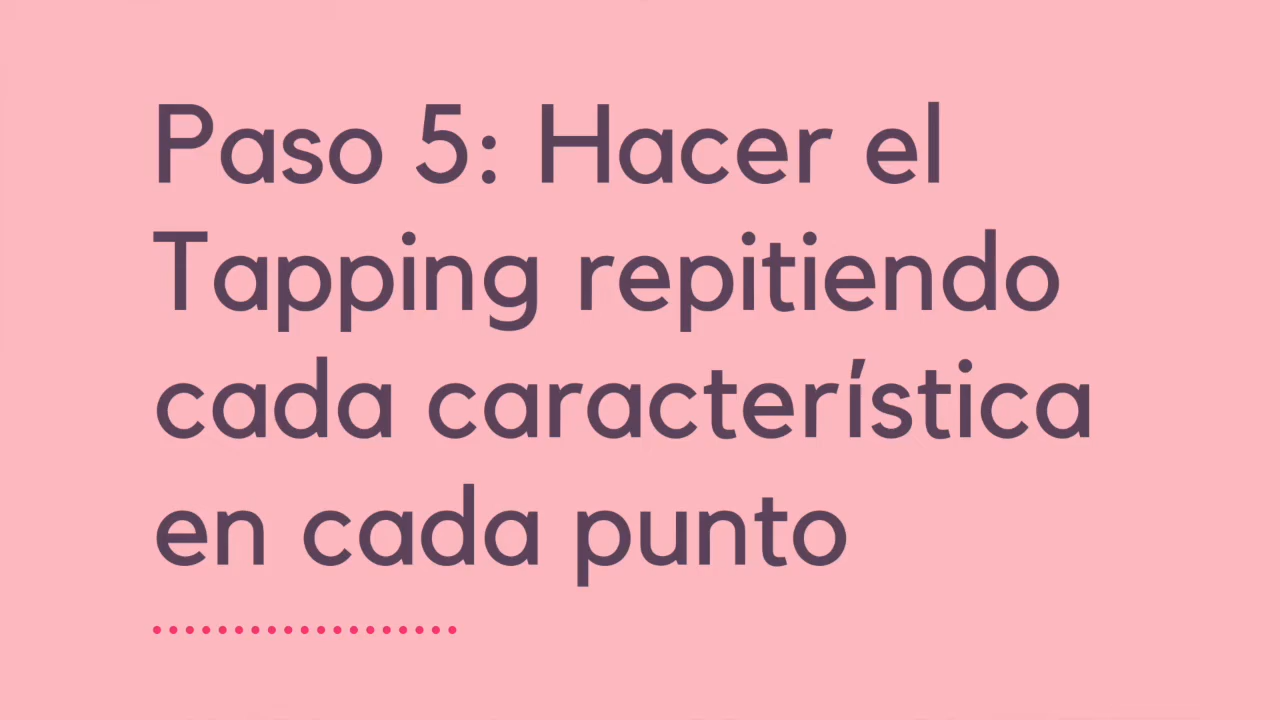 Paso 5: Hacer el
Tapping repitiendo
cada característica
en cada punto